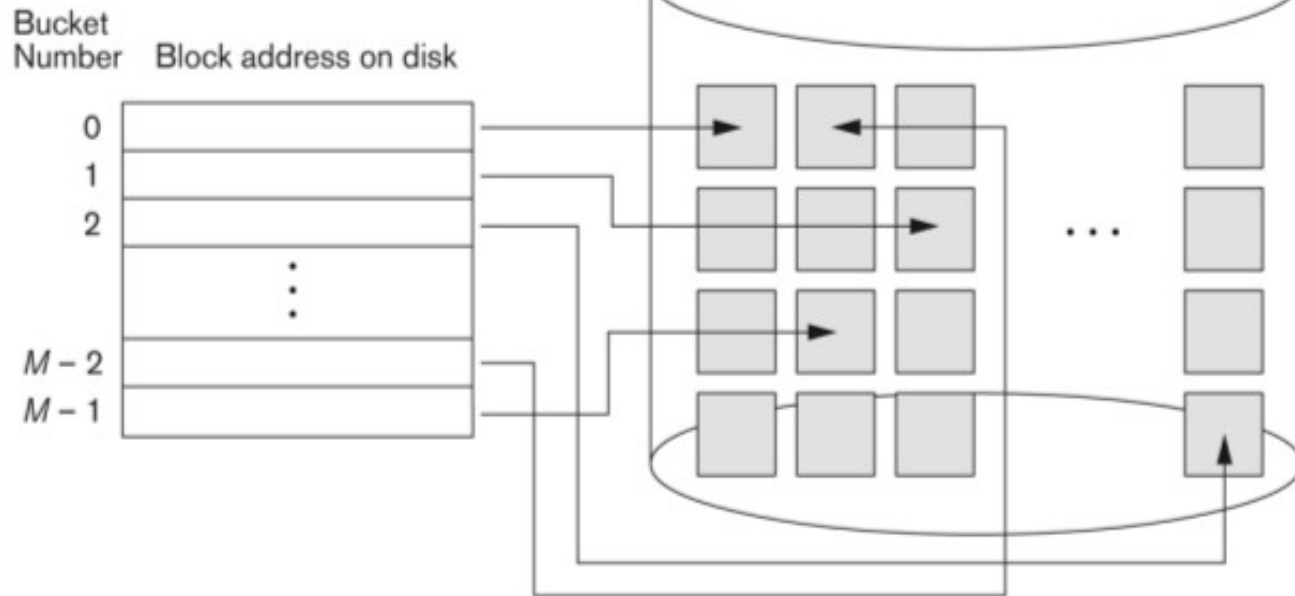 Bucket
Number Block address on disk
0
1
2
⋮
M – 2
M – 1
...